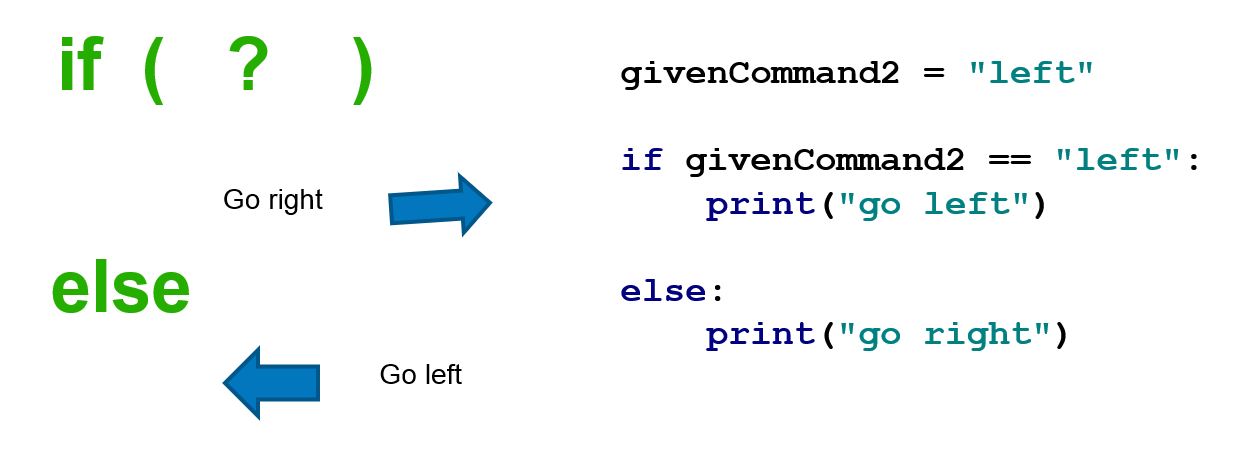 if ( ? )
Go right
else
Go left
givenCommand2 = "left"
if givenCommand2 == "left":
    print("go left")
else:
    print("go right")